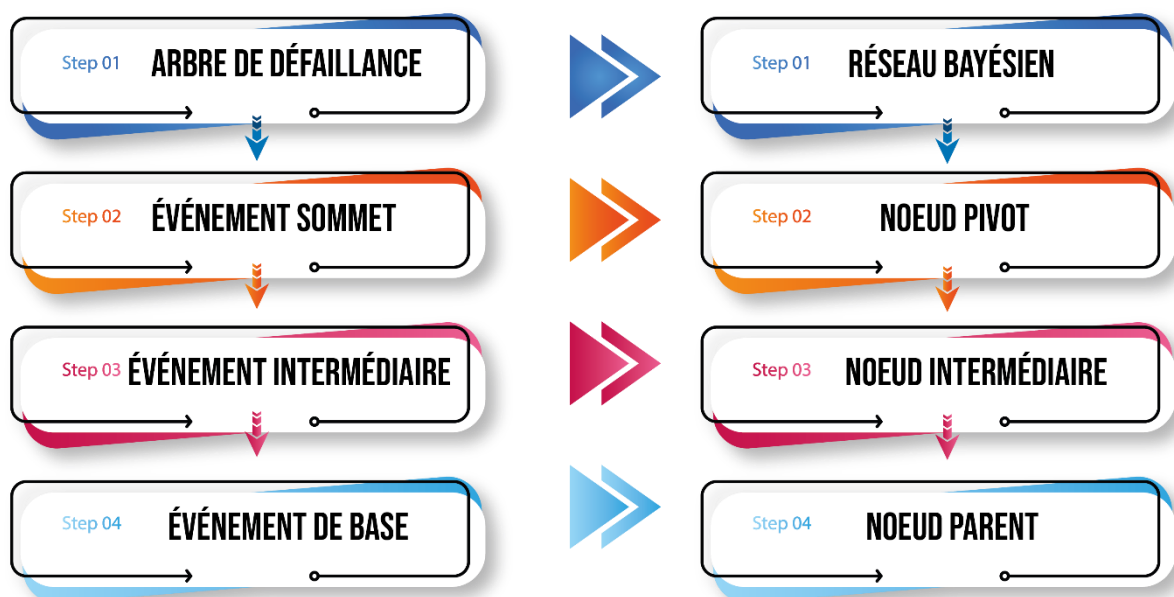 Step 01 ARBRE DE DÉFAILLANCE
Step 01 RÉSEAU BAYÉSIEN
Step 02 ÉVÉNEMENT SOMMET
Step 02 NOEUD PIVOT
Step 03 ÉVÉNEMENT INTERMÉDIAIRE
Step 03 NOEUD INTERMÉDIAIRE
Step 04 ÉVÉNEMENT DE BASE
Step 04 NOEUD PARENT